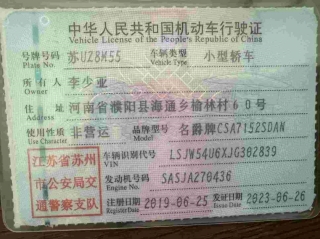 中华人民共和国机动车行驶证
Vehicle License of the People's Republic of China
号牌号码 Plate No. 苏UZ8M55 车辆类型 Vehicle Type 小型轿车
所有人 Owner 李少亚
住址 Address 河南省濮阳县海通乡榆林村60号
使用性质 Use Character 非营运 品牌型号 Model 名爵牌CSA7152SDAN
江苏省苏州市公安局交通警察支队
车辆识别代号 VIN LSJW54U6XJG302839
发动机号码 Engine No. SASJA270436
注册日期 Register Date 2019-06-25 发证日期 Issue Date 2023-06-26